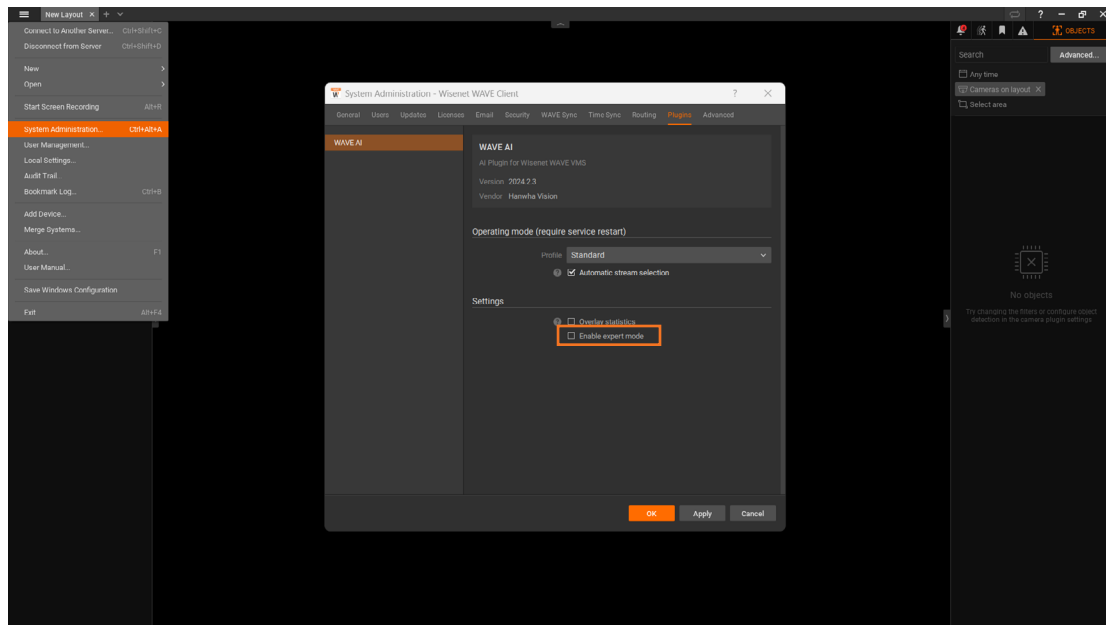 New Layout
Connect to Another Server... Ctrl+Shift+C
Disconnect from Server Ctrl+Shift+D
New
Open
Start Screen Recording Alt+R
System Administration... Ctrl+Alt+A
User Management...
Local Settings...
Audit Trail...
Bookmark Log... Ctrl+B
Add Device...
Merge Systems...
About... F1
User Manual...
Save Windows Configuration
Exit Alt+F4
System Administration - Wisenet WAVE Client
General Users Updates Licenses Email Security WAVE Sync Time Sync Routing Plugins Advanced
WAVE AI
WAVE AI
AI Plugin for Wisenet WAVE VMS
Version 2024.2.3
Vendor Hanwha Vision
Operating mode (require service restart)
Profile Standard
Automatic stream selection
Settings
Overlay statistics
Enable expert mode
OK Apply Cancel
OBJECTS
Search Advanced...
Any time
Cameras on layout
Select area
No objects
Try changing the filters or configure object
detection in the camera plugin settings